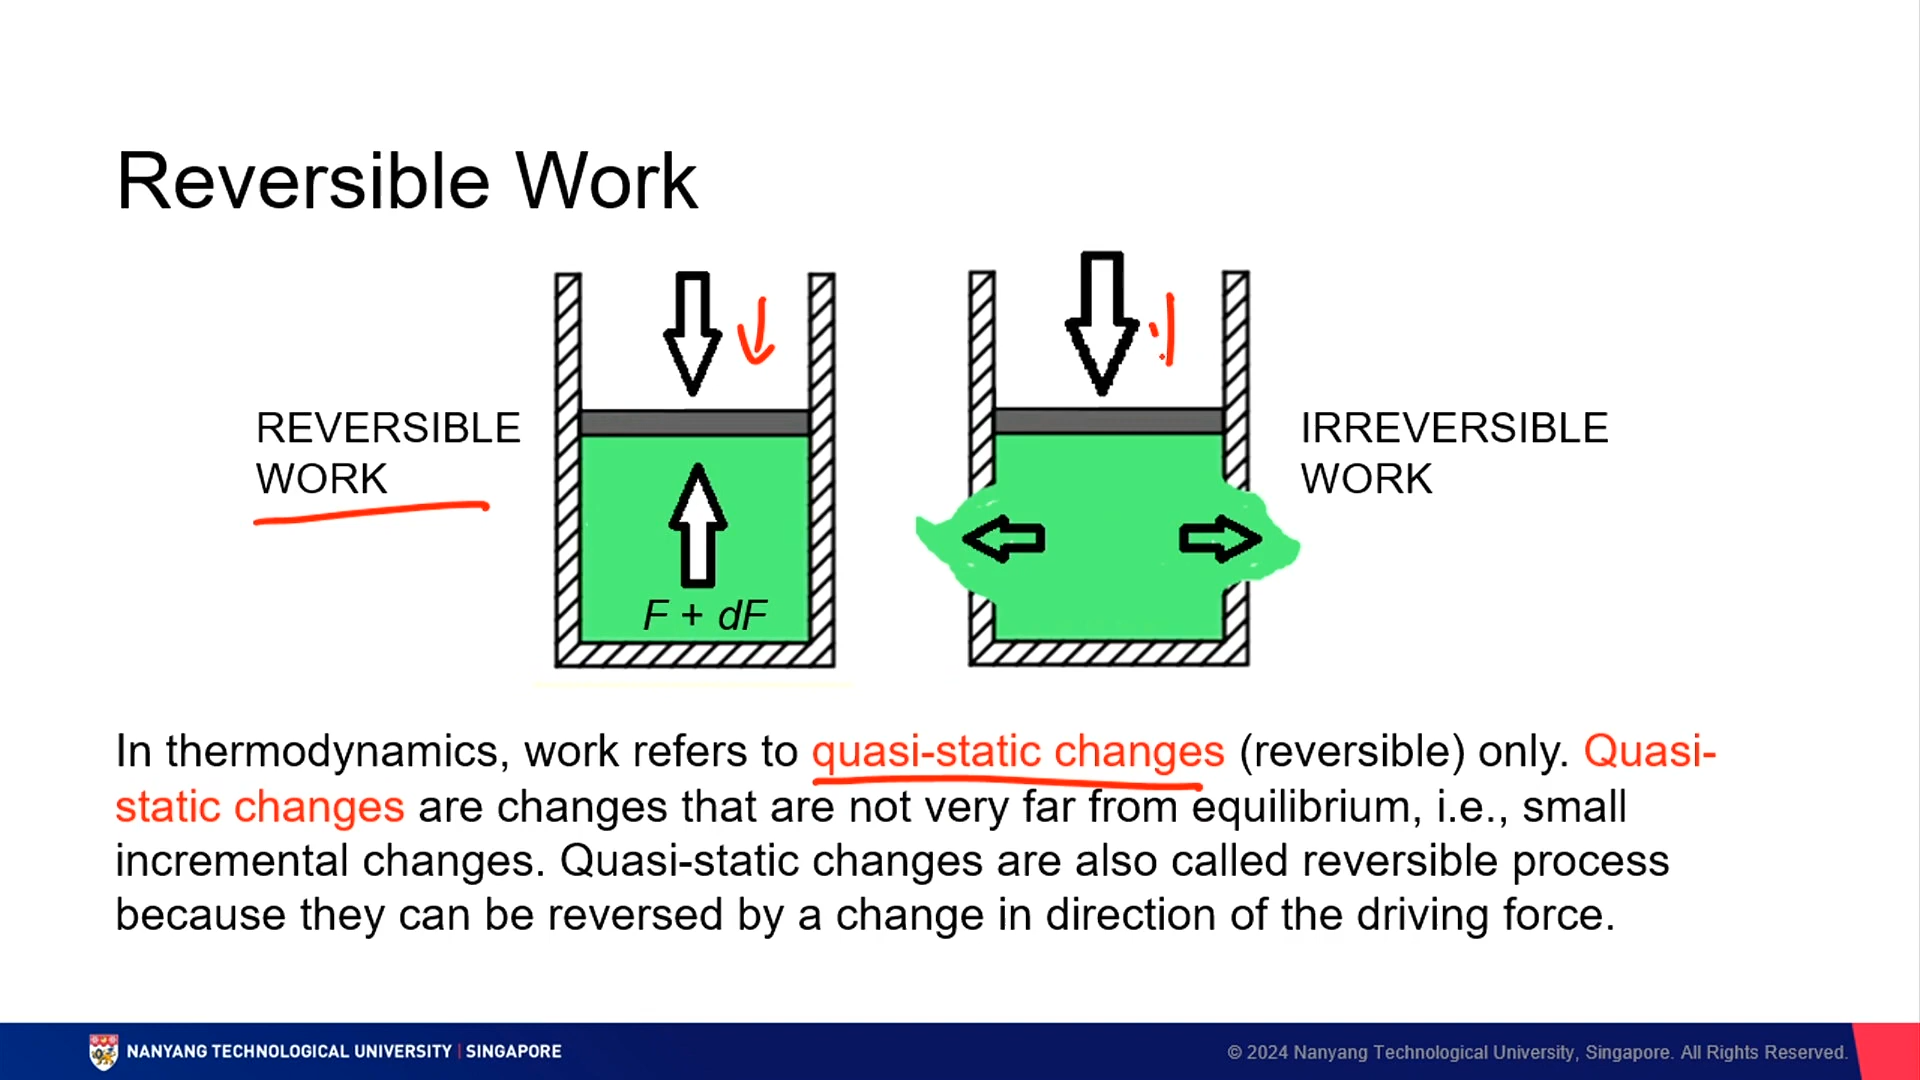 Reversible Work
REVERSIBLE
WORK
F + dF
IRREVERSIBLE
WORK
In thermodynamics, work refers to quasi-static changes (reversible) only. Quasi-
static changes are changes that are not very far from equilibrium, i.e., small
incremental changes. Quasi-static changes are also called reversible process
because they can be reversed by a change in direction of the driving force.
NANYANG TECHNOLOGICAL UNIVERSITY | SINGAPORE
© 2024 Nanyang Technological University, Singapore. All Rights Reserved.